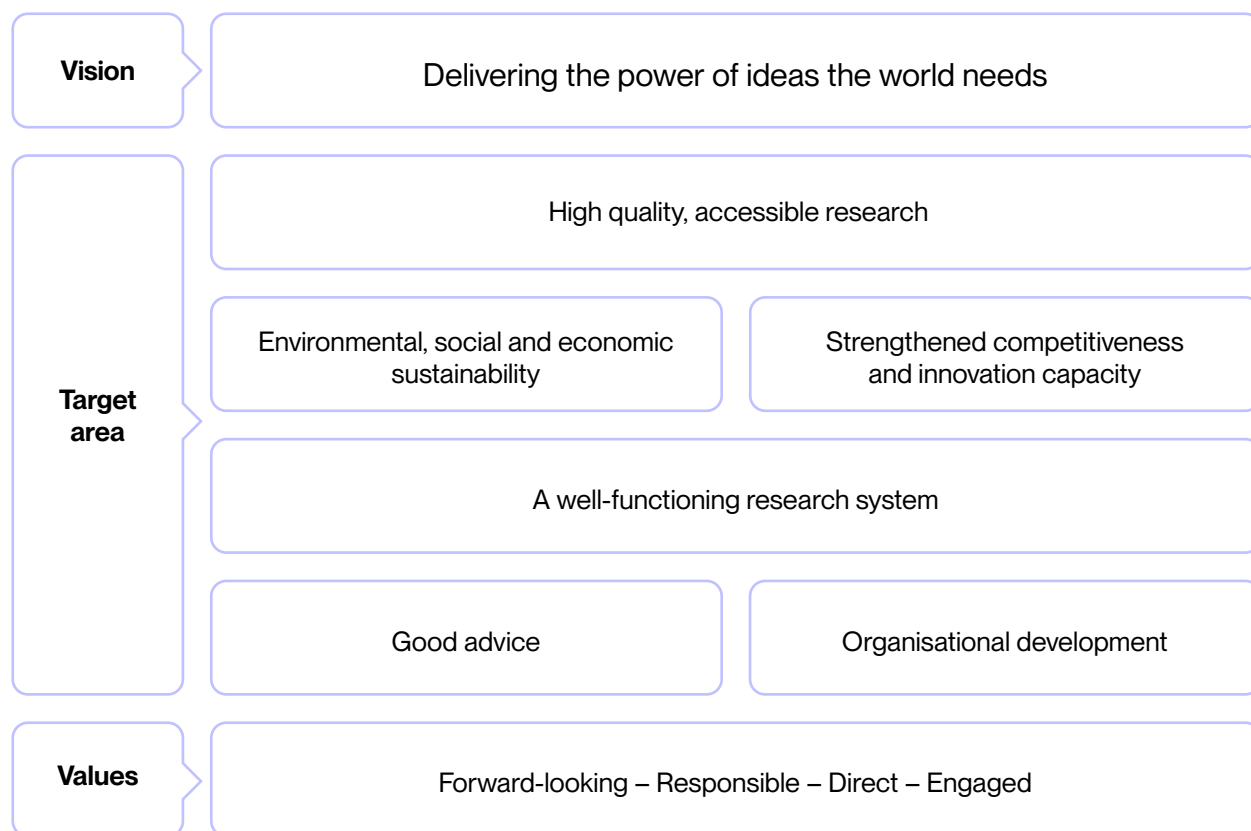 Vision
Delivering the power of ideas the world needs
High quality, accessible research
Environmental, social and economic
sustainability
Strengthened competitiveness
and innovation capacity
Target
area
A well-functioning research system
Good advice
Organisational development
Values
Forward-looking – Responsible – Direct – Engaged